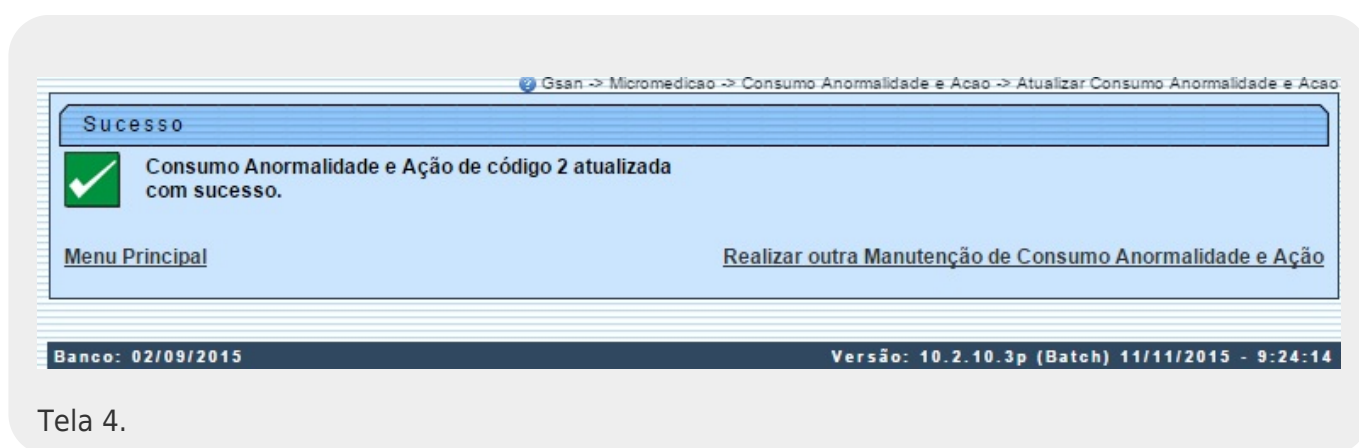 Gsan -> Micromedicao -> Consumo Anormalidade e Acao -> Atualizar Consumo Anormalidade e Acao
Sucesso
Consumo Anormalidade e Ação de código 2 atualizada
com sucesso.
Menu Principal Realizar outra Manutenção de Consumo Anormalidade e Ação
Banco: 02/09/2015 Versão: 10.2.10.3p (Batch) 11/11/2015 - 9:24:14
Tela 4.